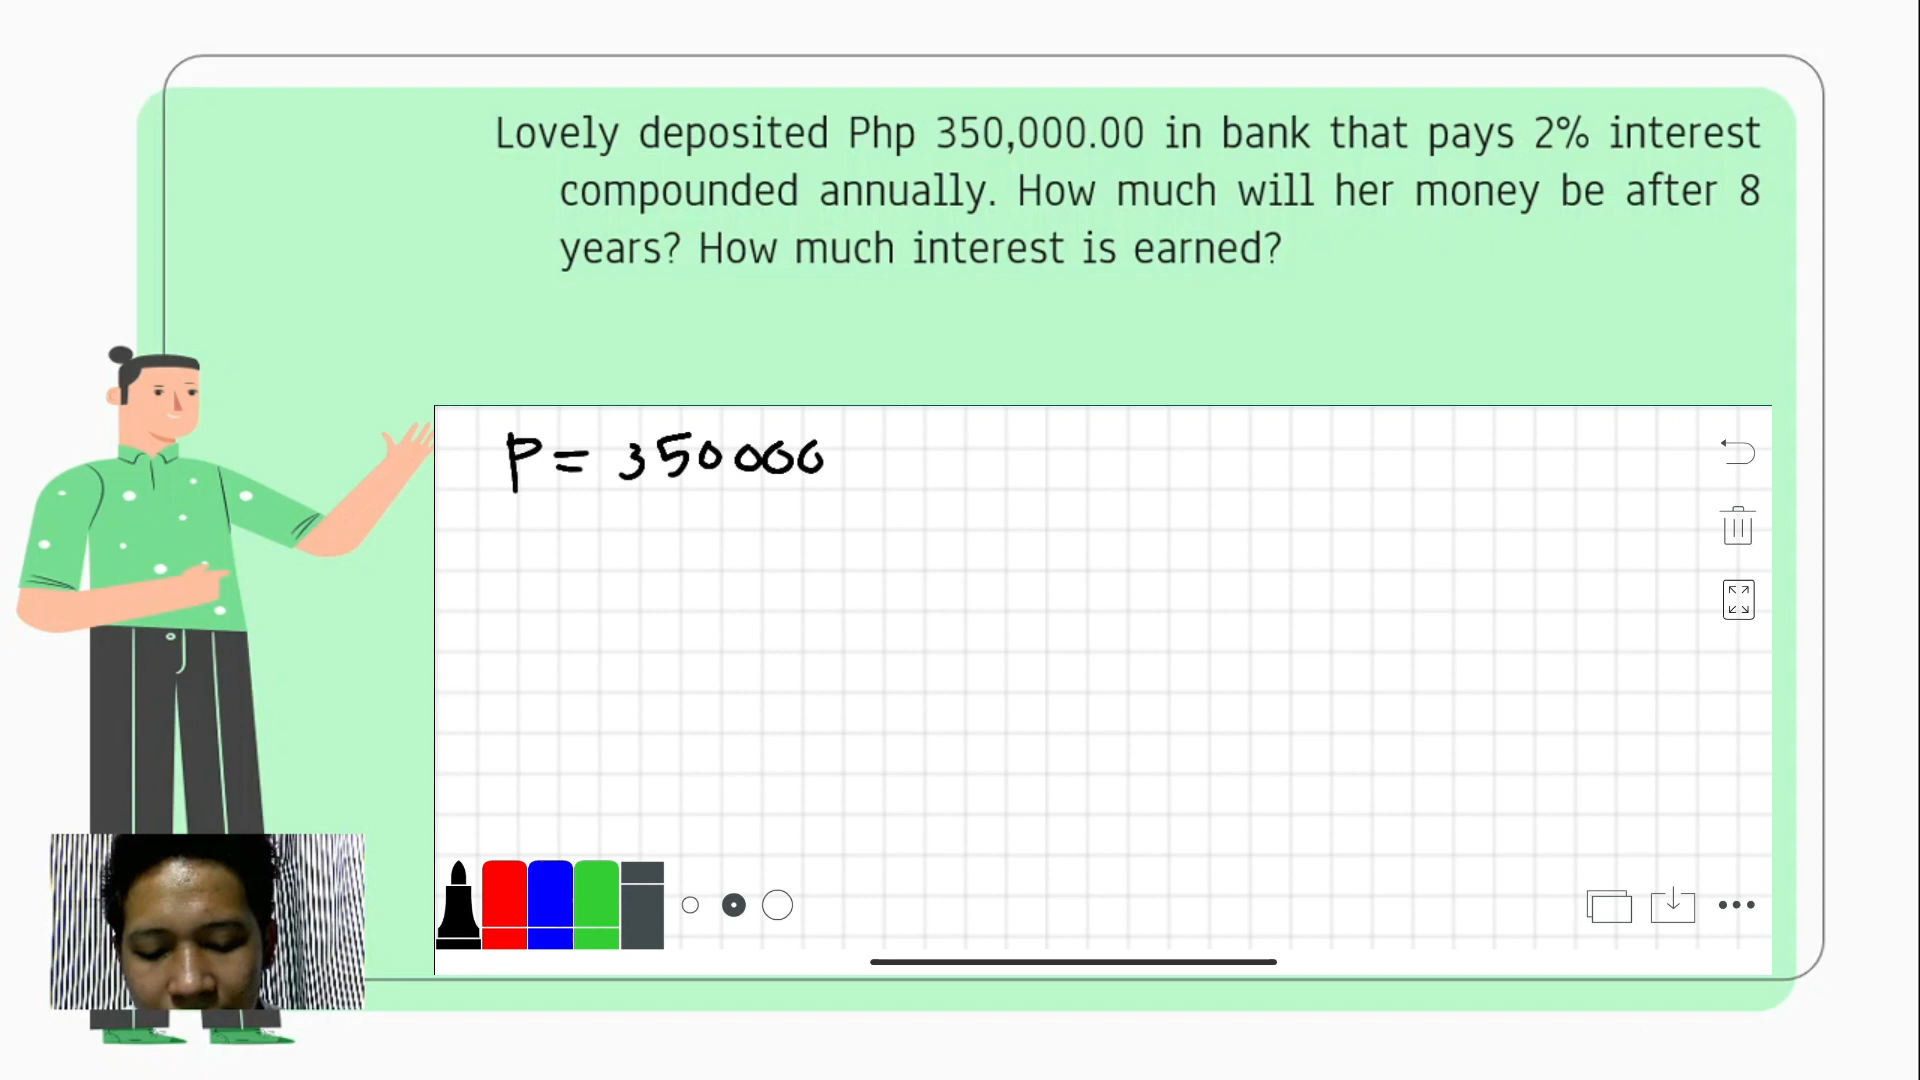 Lovely deposited Php 350,000.00 in bank that pays 2% interest
compounded annually. How much will her money be after 8
years? How much interest is earned?
P = 350000